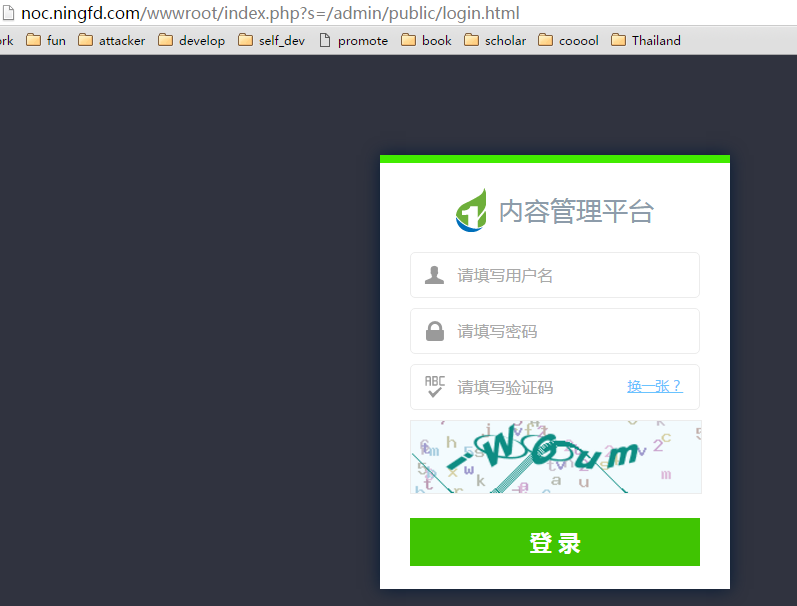 noc.ningfd.com/wwwroot/index.php?s=/admin/public/login.html
rk fun attacker develop self_dev promote book scholar cooool Thailand
内容管理平台
请填写用户名
请填写密码
ABC 请填写验证码 换一张？
登 录